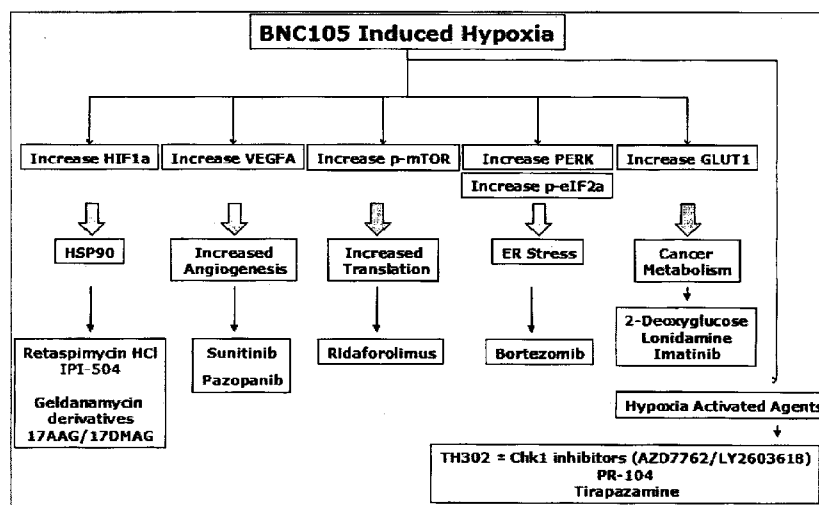 BNC105 Induced Hypoxia
Increase HIF1a
Increase VEGFA
Increase p-mTOR
Increase PERK
Increase GLUT1
Increase p-eIF2a
HSP90
Increased
Angiogenesis
Increased
Translation
ER Stress
Cancer
Metabolism
Retaspimycin HCl
IPI-504
Geldanamycin
derivatives
17AAG/17DMAG
Sunitinib
Pazopanib
Ridaforolimus
Bortezomib
2-Deoxyglucose
Lonidamine
Imatinib
Hypoxia Activated Agents
TH302 ± Chk1 inhibitors (AZD7762/LY2603618)
PR-104
Tirapazamine